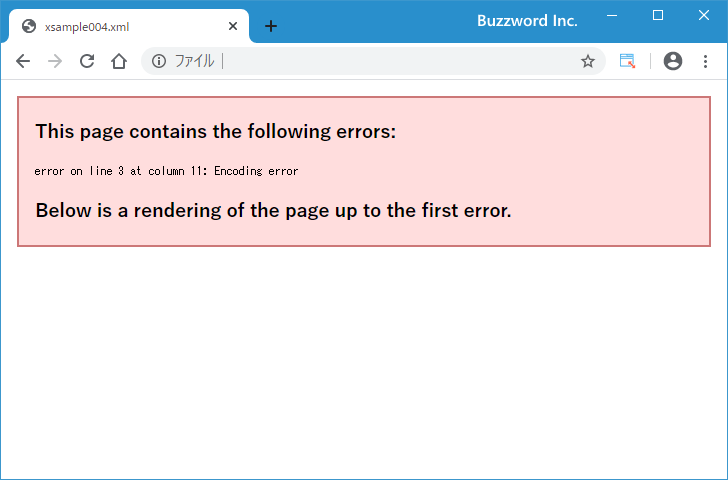 xsample004.xml
Buzzword Inc.
ファイル
This page contains the following errors:
error on line 3 at column 11: Encoding error
Below is a rendering of the page up to the first error.